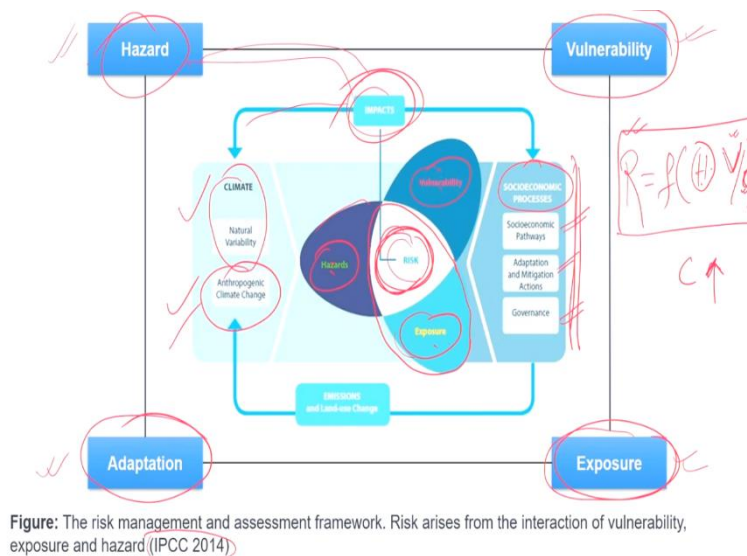 Hazard
Vulnerability
IMPACTS
CLIMATE
Natural
Variability
Anthropogenic
Climate Change
Vulnerability
Hazards
RISK
Exposure
SOCIOECONOMIC
PROCESSES
Socioeconomic
Pathways
Adaptation
and Mitigation
Actions
Governance
R=f(H V/
C↑
EMISSIONS
and Land-use Change
Adaptation
Exposure
Figure: The risk management and assessment framework. Risk arises from the interaction of vulnerability,
exposure and hazard (IPCC 2014)